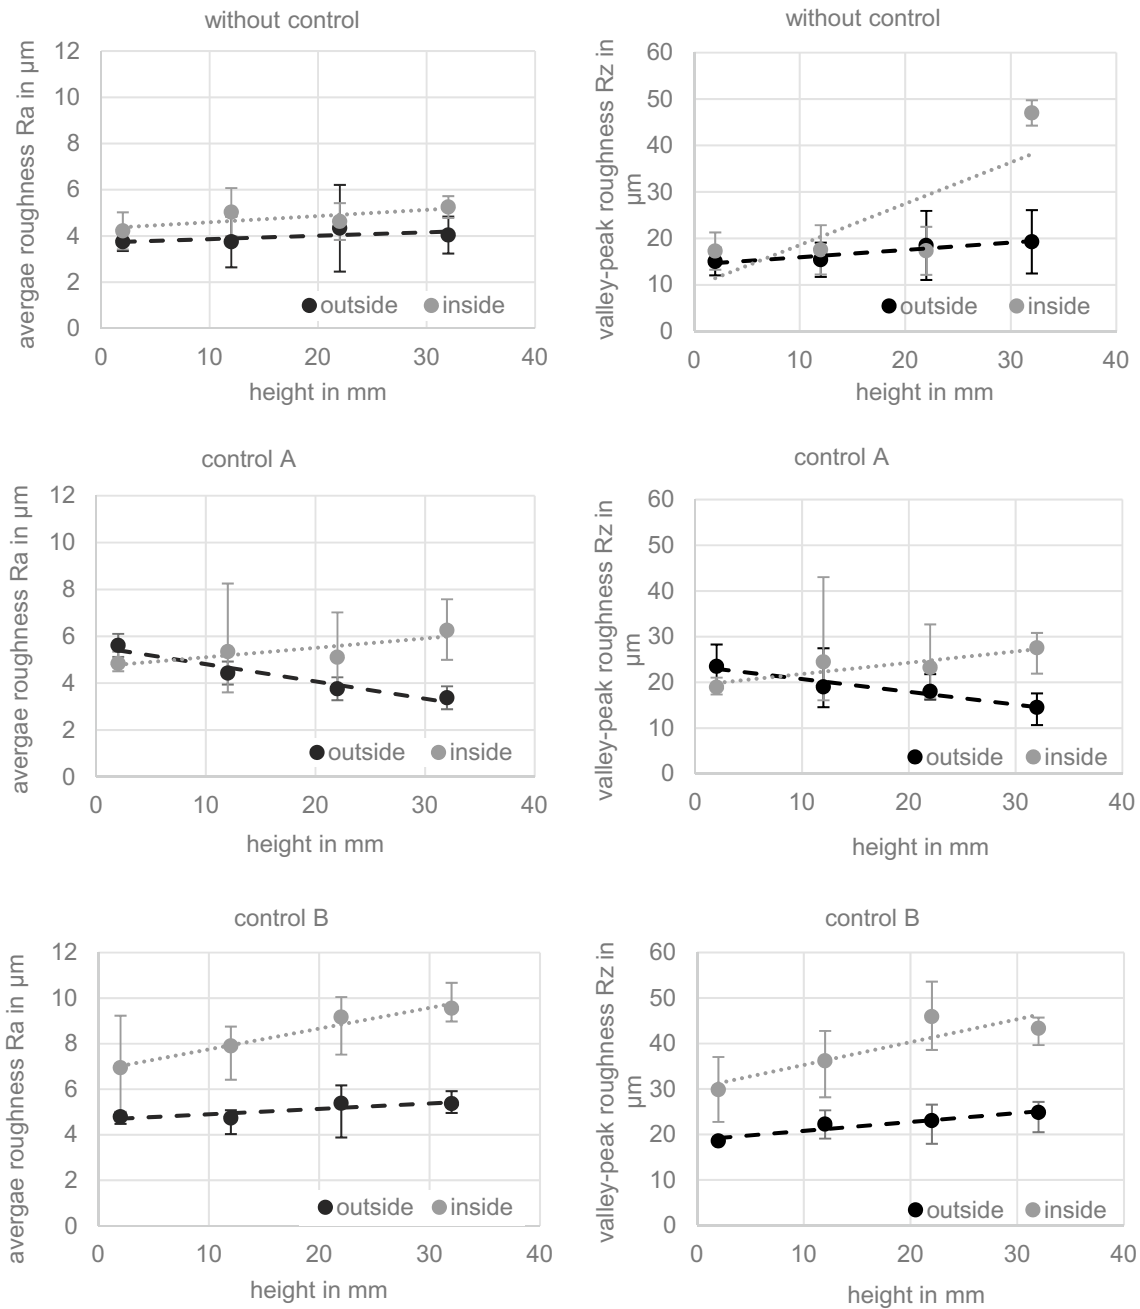 without control
avergae roughness Ra in µm
12
10
8
6
4
2
0
outside
inside
0 10 20 30 40
height in mm
without control
valley-peak roughness Rz in
µm
60
50
40
30
20
10
0
outside
inside
0 10 20 30 40
height in mm
control A
avergae roughness Ra in µm
12
10
8
6
4
2
0
outside
inside
0 10 20 30 40
height in mm
control A
valley-peak roughness Rz in
µm
60
50
40
30
20
10
0
outside
inside
0 10 20 30 40
height in mm
control B
avergae roughness Ra in µm
12
10
8
6
4
2
0
outside
inside
0 10 20 30 40
height in mm
control B
valley-peak roughness Rz in
µm
60
50
40
30
20
10
0
outside
inside
0 10 20 30 40
height in mm